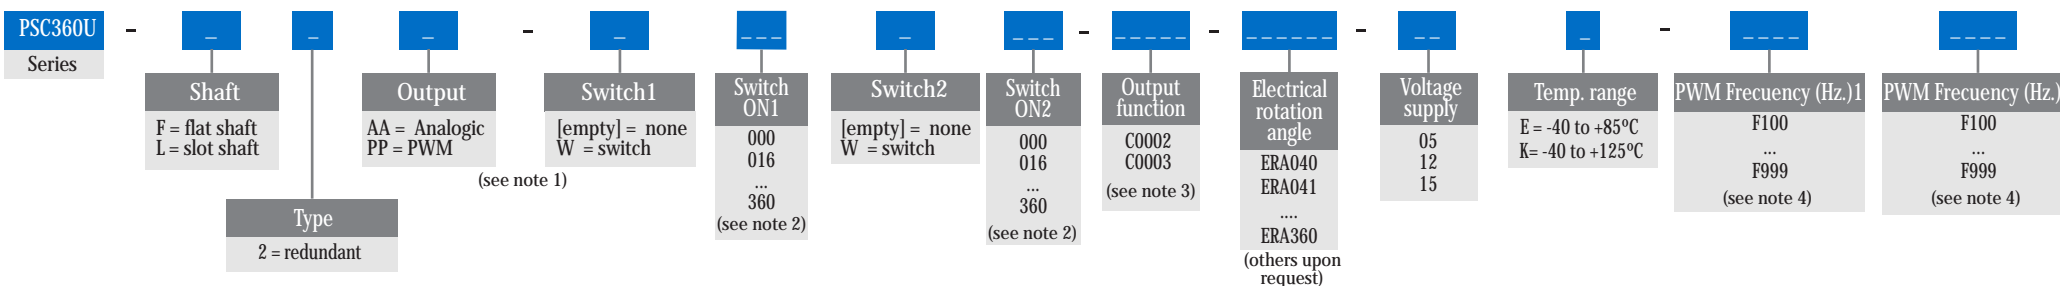 PSC360U - _ _ _ - _ _ _ _ _ _ _ _ - _ _ _ _ _ - _ _ _ _ _ _ - _ _ _ - _ _ _ _ _ _ _ _
Series
Shaft
F = flat shaft
L = slot shaft
Type
2 = redundant
Output
AA = Analogic
PP = PWM
(see note 1)
Switch1
[empty] = none
W = switch
Switch
ON1
000
016
...
360
(see note 2)
Switch2
[empty] = none
W = switch
Switch
ON2
000
016
...
360
(see note 2)
Output
function
C0002
C0003
(see note 3)
Electrical
rotation
angle
ERA040
ERA041
....
ERA360
(others upon
request)
Voltage
supply
05
12
15
Temp. range
E = -40 to +85ºC
K= -40 to +125ºC
PWM Frecuency (Hz.)1
F100
...
F999
(see note 4)
PWM Frecuency (Hz.)
F100
...
F999
(see note 4)